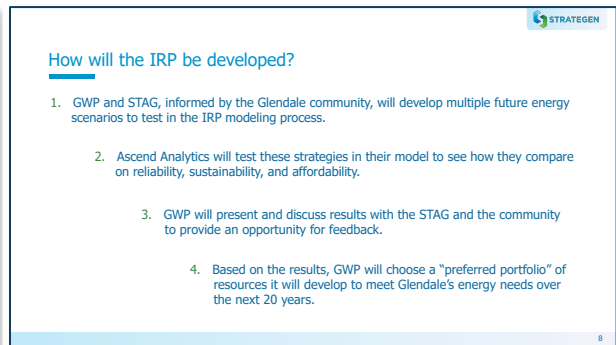 STRATEGEN
How will the IRP be developed?
1. GWP and STAG, informed by the Glendale community, will develop multiple future energy
scenarios to test in the IRP modeling process.
2. Ascend Analytics will test these strategies in their model to see how they compare
on reliability, sustainability, and affordability.
3. GWP will present and discuss results with the STAG and the community
to provide an opportunity for feedback.
4. Based on the results, GWP will choose a “preferred portfolio” of
resources it will develop to meet Glendale’s energy needs over
the next 20 years.
8